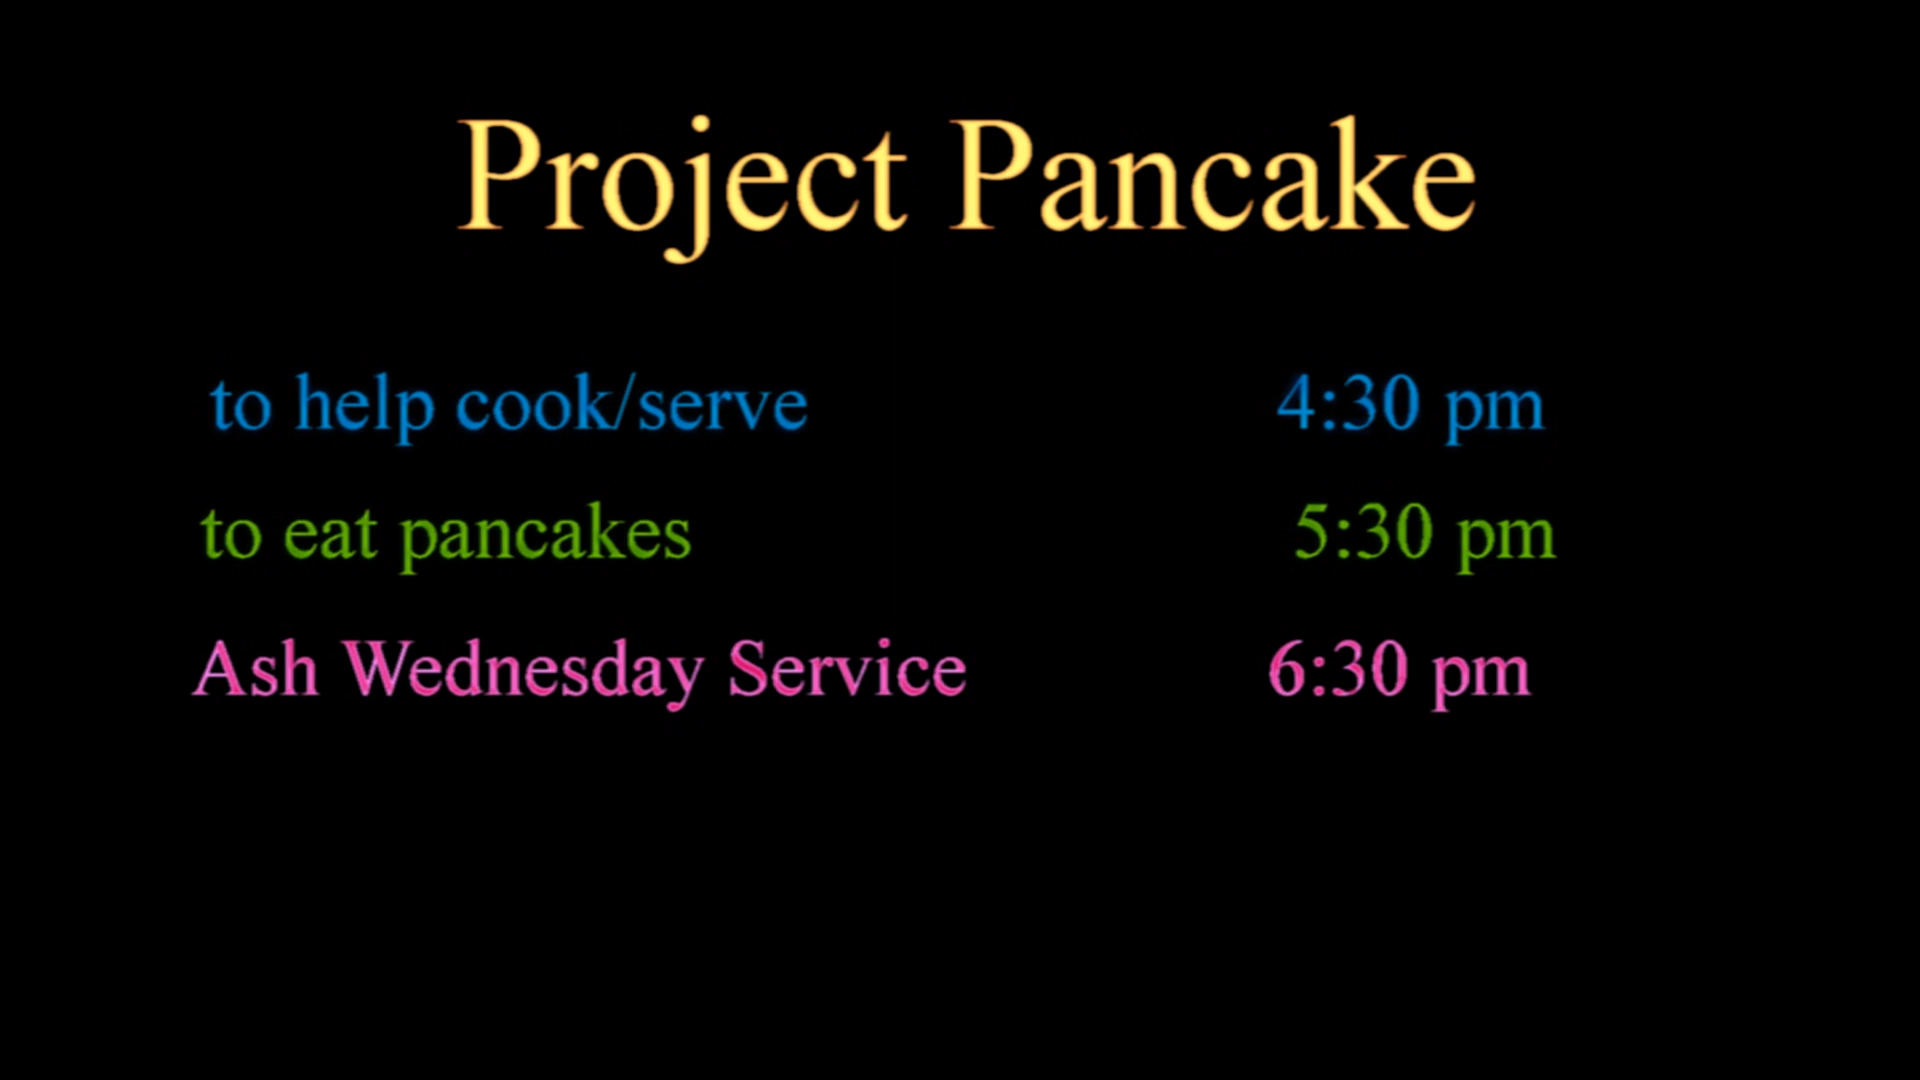 Project Pancake
to help cook/serve 4:30 pm
to eat pancakes 5:30 pm
Ash Wednesday Service 6:30 pm